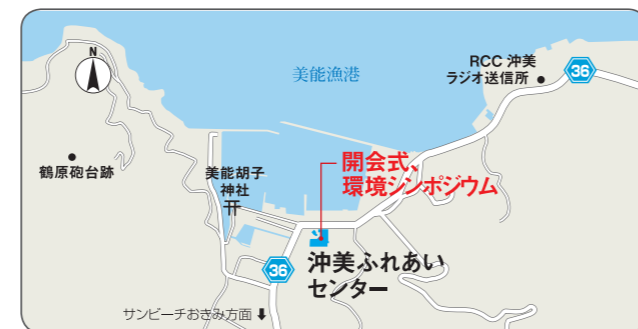 N
美能漁港
RCC 沖美
ラジオ送信所
36
鶴原砲台跡
美能胡子
神社
開会式、
環境シンポジウム
沖美ふれあい
センター
36
サンビーチおきみ方面